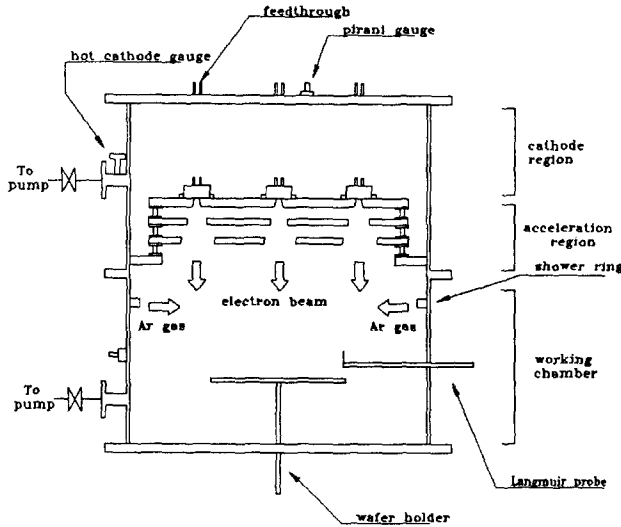 feedthrough
pirani gauge
hot cathode gauge
cathode
region
To
pump
acceleration
region
shower ring
electron beam
Ar gas
Ar gas
working
chamber
To
pump
Langmuir probe
wafer holder